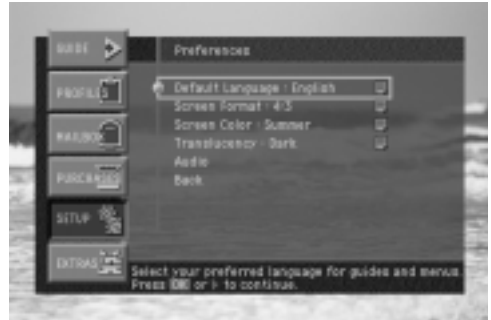 GUIDE
Preferences
PROFILES
Default Language : English
Screen Format : 4:3
Screen Color : Summer
MAILBOX
Translucency : Dark
Audio
PURCHASES
Back
SETUP
EXTRAS
Select your preferred language for guides and menus.
Press OK or ▸ to continue.